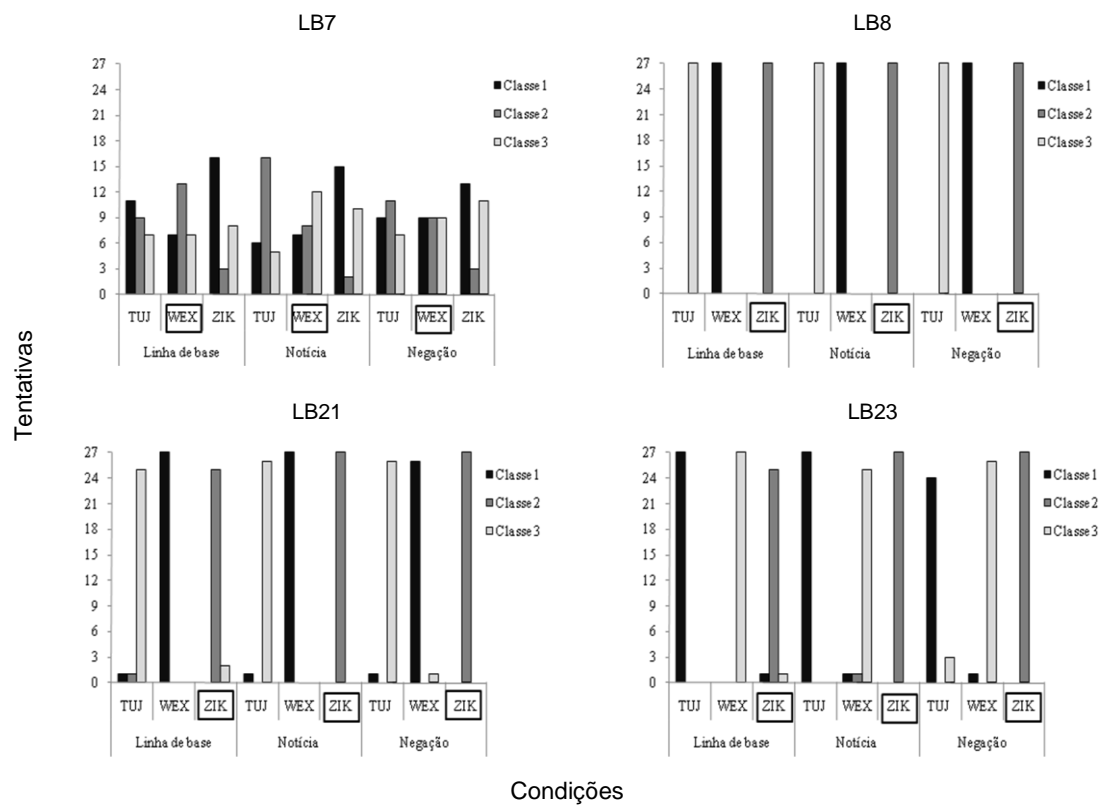 LB7
27
24
21
18
15
12
9
6
3
0
Classe 1
Classe 2
Classe 3
TUJ WEX ZIK TUJ WEX ZIK TUJ WEX ZIK
Linha de base Notícia Negação
LB8
27
24
21
18
15
12
9
6
3
0
Classe 1
Classe 2
Classe 3
TUJ WEX ZIK TUJ WEX ZIK TUJ WEX ZIK
Linha de base Notícia Negação
Tentativas
LB21
27
24
21
18
15
12
9
6
3
0
Classe 1
Classe 2
Classe 3
TUJ WEX ZIK TUJ WEX ZIK TUJ WEX ZIK
Linha de base Notícia Negação
LB23
27
24
21
18
15
12
9
6
3
0
Classe 1
Classe 2
Classe 3
TUJ WEX ZIK TUJ WEX ZIK TUJ WEX ZIK
Linha de base Notícia Negação
Condições